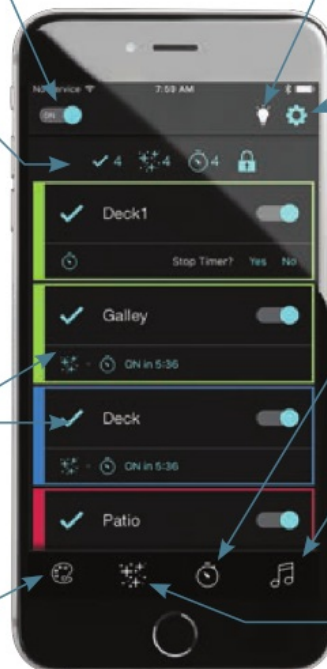 No Service 7:59 AM
ON
4 4 4
Deck1
Stop Timer? Yes No
Galley
ON in 5:36
Deck
ON in 5:36
Patio